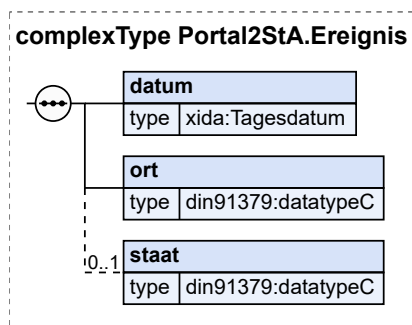 complexType Portal2StA.Ereignis
datum
type xida:Tagesdatum
ort
type din91379:datatypeC
0..1 staat
type din91379:datatypeC